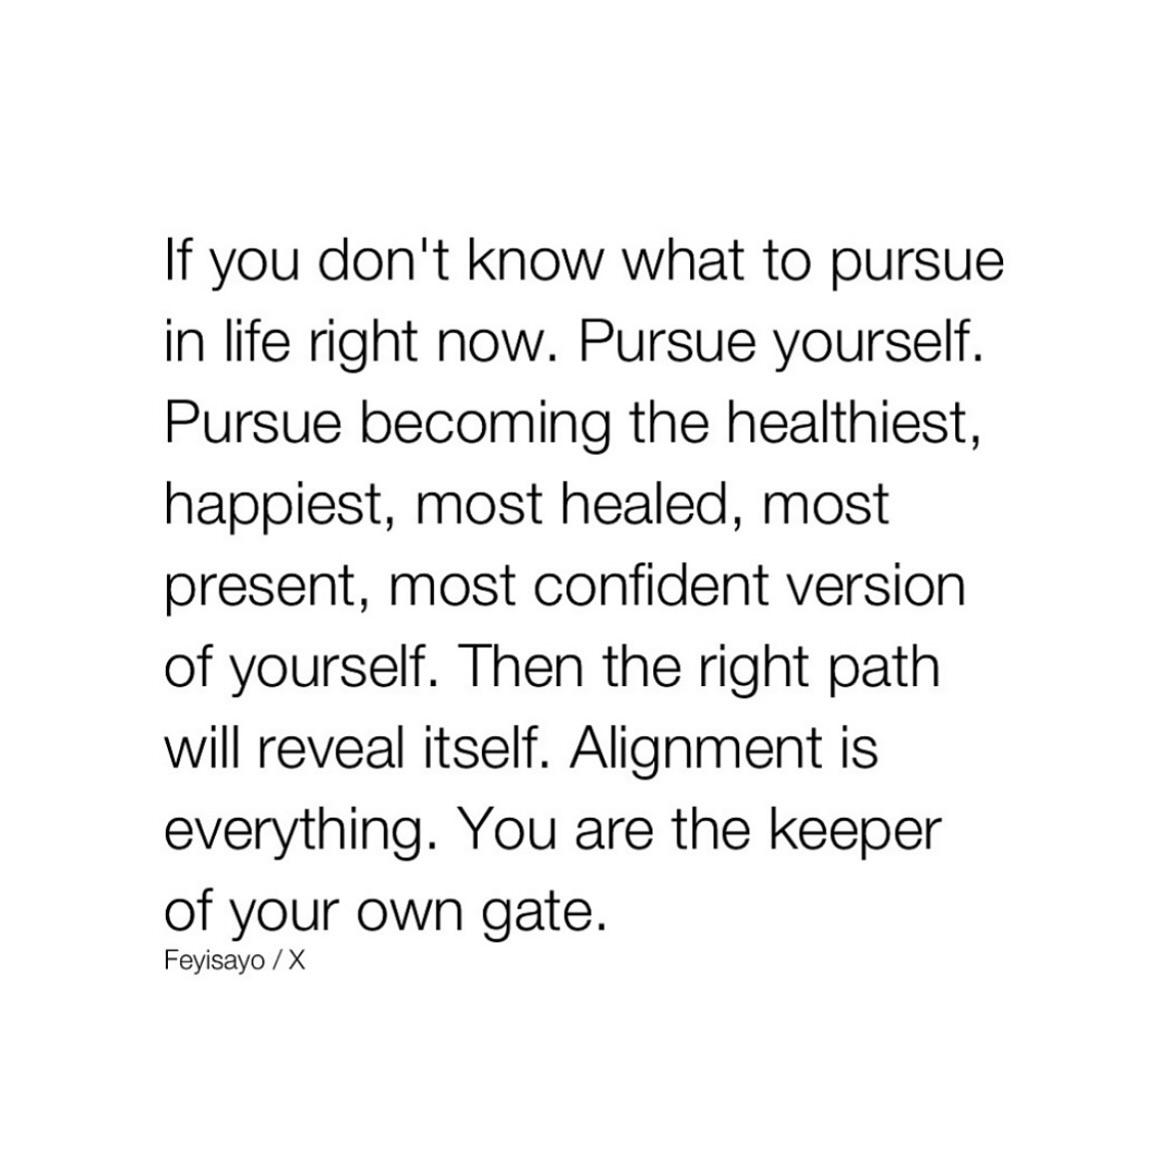 If you don't know what to pursue
in life right now. Pursue yourself.
Pursue becoming the healthiest,
happiest, most healed, most
present, most confident version
of yourself. Then the right path
will reveal itself. Alignment is
everything. You are the keeper
of your own gate.
Feyisayo / X